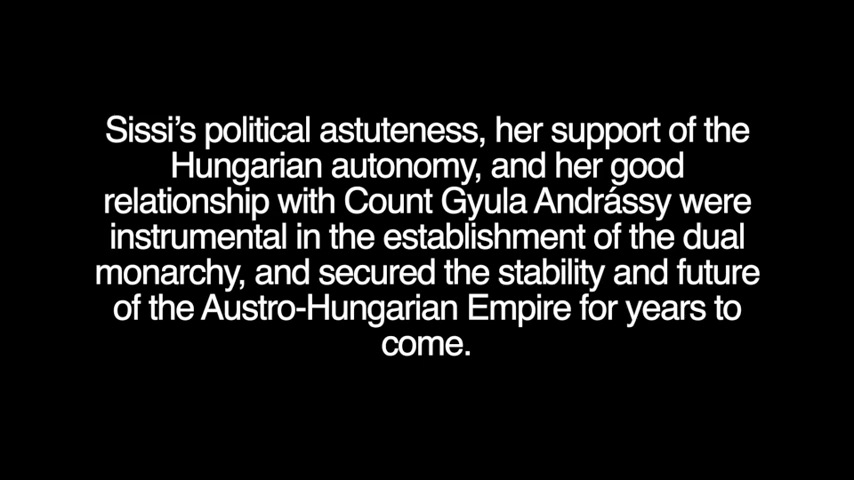 Sissi’s political astuteness, her support of the
Hungarian autonomy, and her good
relationship with Count Gyula Andrássy were
instrumental in the establishment of the dual
monarchy, and secured the stability and future
of the Austro-Hungarian Empire for years to
come.